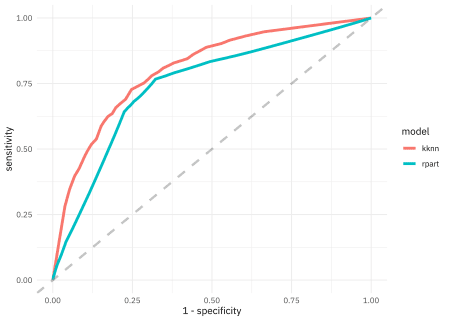 1.00
0.75
0.50
0.25
0.00
sensitivity
0.00 0.25 0.50 0.75 1.00
1 - specificity
model
kknn
rpart